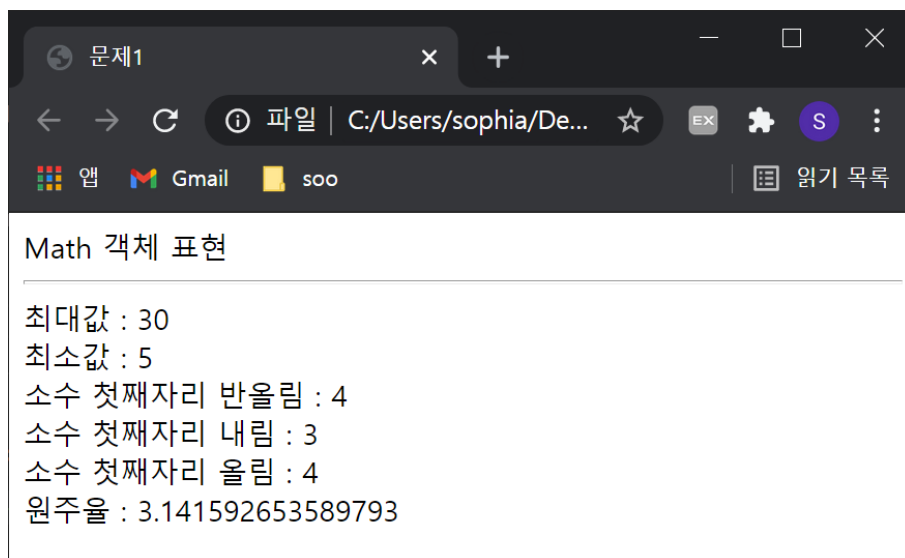 문제1
파일 | C:/Users/sophia/De... EX S
앱 Gmail soo 읽기 목록
Math 객체 표현
최대값 : 30
최소값 : 5
소수 첫째자리 반올림 : 4
소수 첫째자리 내림 : 3
소수 첫째자리 올림 : 4
원주율 : 3.141592653589793